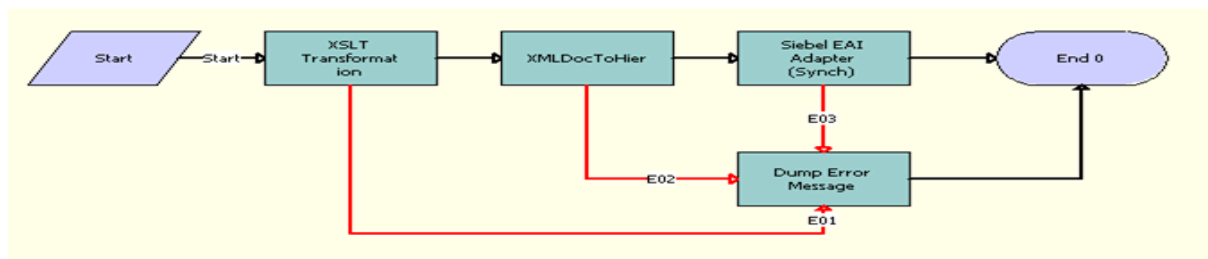 Start
Start
XSLT
Transformat
ion
XMLDocToHier
Siebel EAI
Adapter
(Synch)
End 0
E03
E02
Dump Error
Message
E01